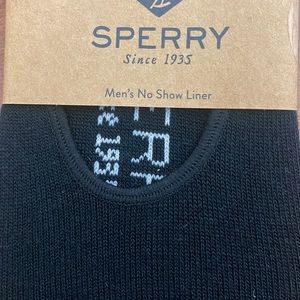 SPERRY
Since 1935
Men's No Show Liner